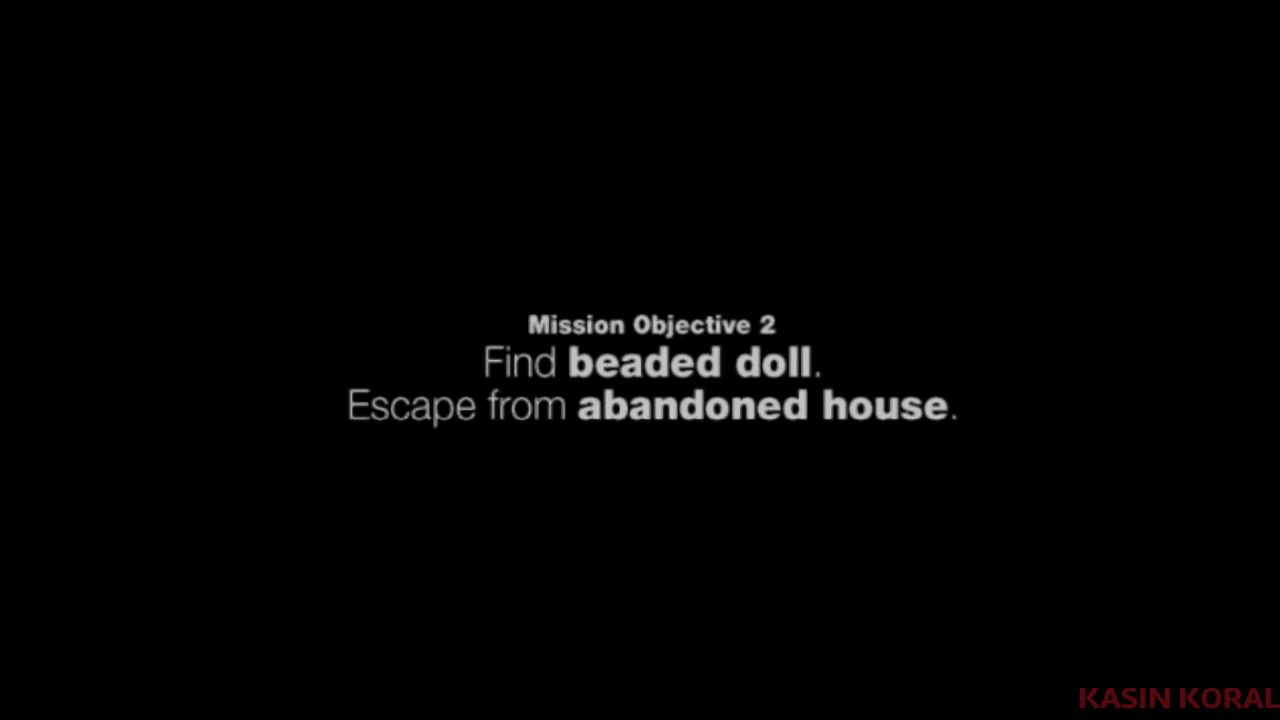 Mission Objective 2
Find beaded doll.
Escape from abandoned house.
KASIN KORAL